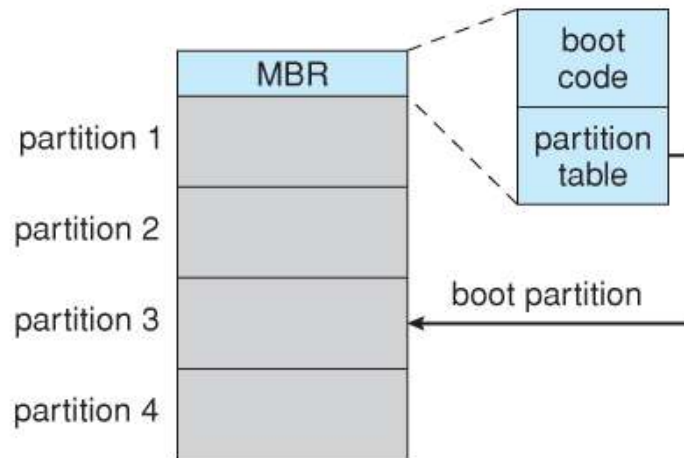 MBR
boot
code
partition
table
partition 1
partition 2
boot partition
partition 3
partition 4